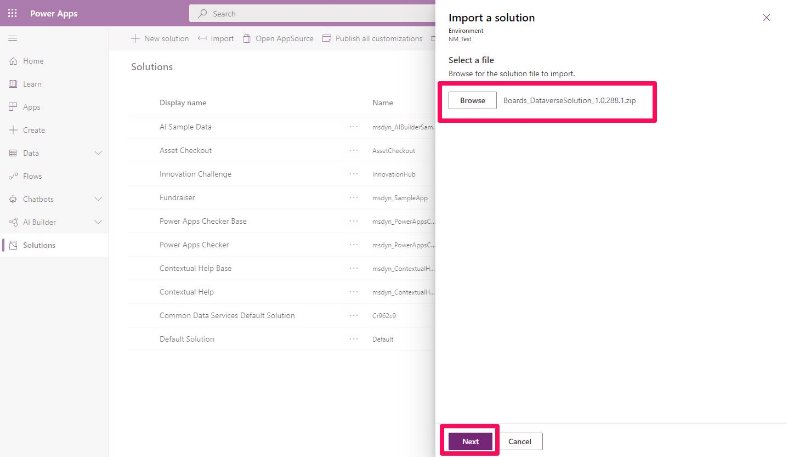 Power Apps
Search
Import a solution
Environment
New solution
Import
Open AppSource
Publish all customizations
Home
Learn
Apps
Create
Data
Flows
Chatbots
AI Builder
Solutions
Solutions
Display name
Name
AI Sample Data
msdyn_AIBuilderSam...
Asset Checkout
AssetCheckout
Innovation Challenge
InnovationHub
Fundraiser
msdyn_SampleApp
Power Apps Checker Base
msdyn_PowerAppsC...
Power Apps Checker
msdyn_PowerAppsC...
Contextual Help Base
msdyn_ContextualH...
Contextual Help
msdyn_ContextualH...
Common Data Services Default Solution
Default Solution
Default
Select a file
Browse for the solution file to import.
Browse
Boards_DataverseSolution_1.0.288.1.zip
Next
Cancel